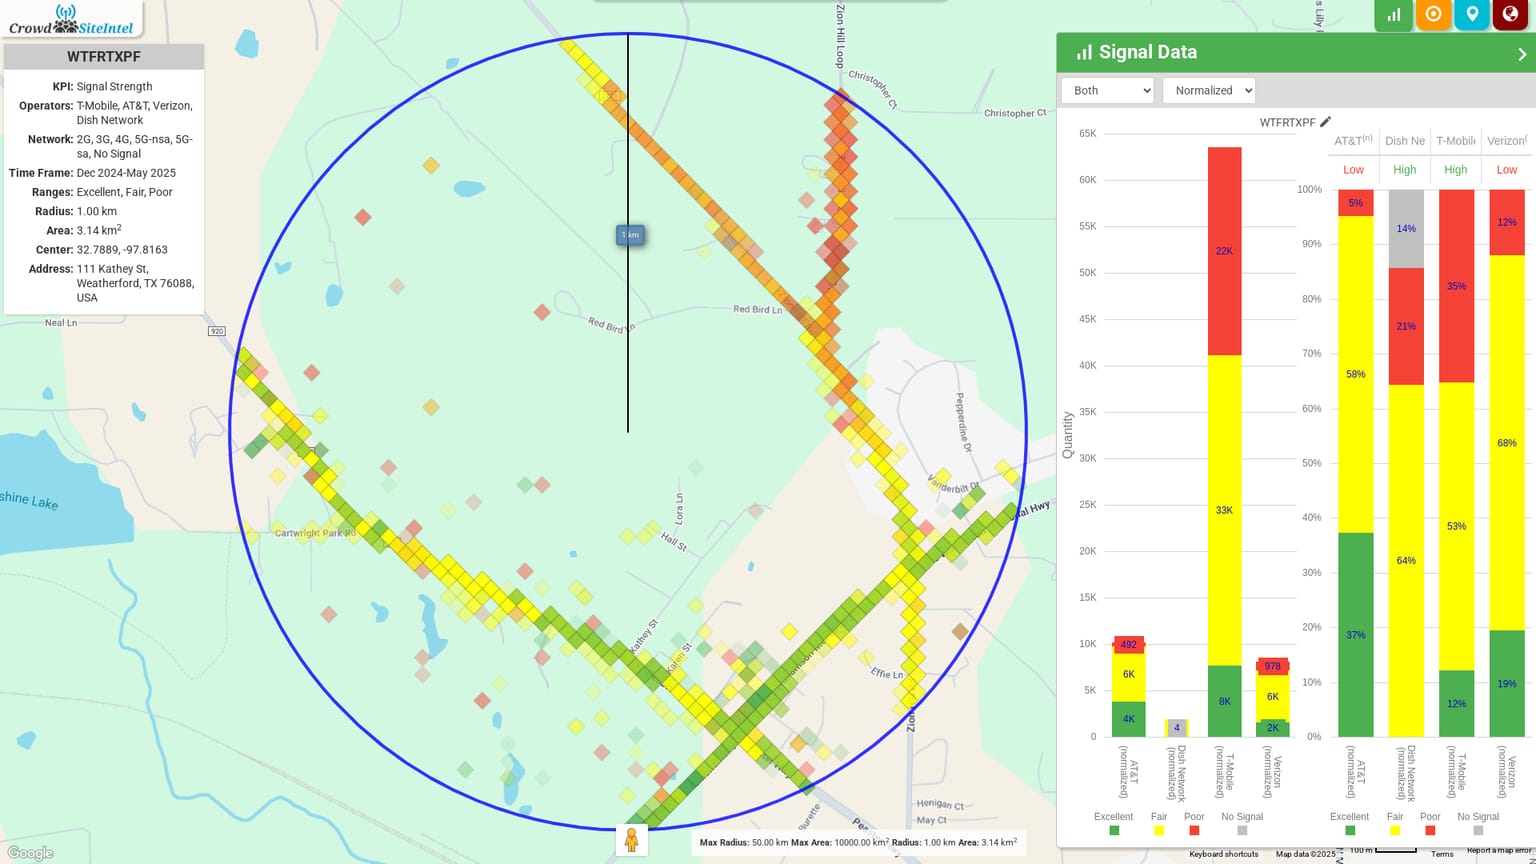 Crowd SiteIntel
WTFRTXPF
KPI: Signal Strength
Operators: T-Mobile, AT&T, Verizon,
Dish Network
Network: 2G, 3G, 4G, 5G-nsa, 5G-
sa, No Signal
Time Frame: Dec 2024-May 2025
Ranges: Excellent, Fair, Poor
Radius: 1.00 km
Area: 3.14 km²
Center: 32.7889, -97.8163
Address: 111 Kathey St,
Weatherford, TX 76088,
USA
Neal Ln
920
shine Lake
Cartwright Park Rd
1 km
Red Bird Ln
Red Bird Ln
Zion Hill Loop
Christopher Ct
Christopher Ct
s Lilly
Pepperdine Dr
Vanderbilt Dr
Hwy
Lora Ln
Hall St
Kathey St
Karen St
Effie Ln
Zion
Henigan Ct
May Ct
Burette
Google
Max Radius: 50.00 km Max Area: 10000.00 km² Max Radius: 1.00 km Area: 3.14 km²
Signal Data
Both
Normalized
WTFRTXPF
65K
60K
55K
50K
45K
40K
35K
30K
25K
20K
15K
10K
5K
0
Quantity
492
6K
4K
4
22K
33K
8K
978
6K
2K
AT&T
(normalized)
Dish Network
(normalized)
T-Mobile
(normalized)
Verizon
(normalized)
Excellent
Fair
Poor
No Signal
AT&T(n)
Dish Ne
T-Mobile
Verizon(
Low
High
High
Low
100%
90%
80%
70%
60%
50%
40%
30%
20%
10%
0%
5%
58%
37%
14%
21%
64%
35%
53%
12%
12%
68%
19%
AT&T
(normalized)
Dish Network
(normalized)
T-Mobile
(normalized)
Verizon
(normalized)
Excellent
Fair
Poor
No Signal
Keyboard shortcuts
Map data ©2025
100 m
Terms
Report a map error